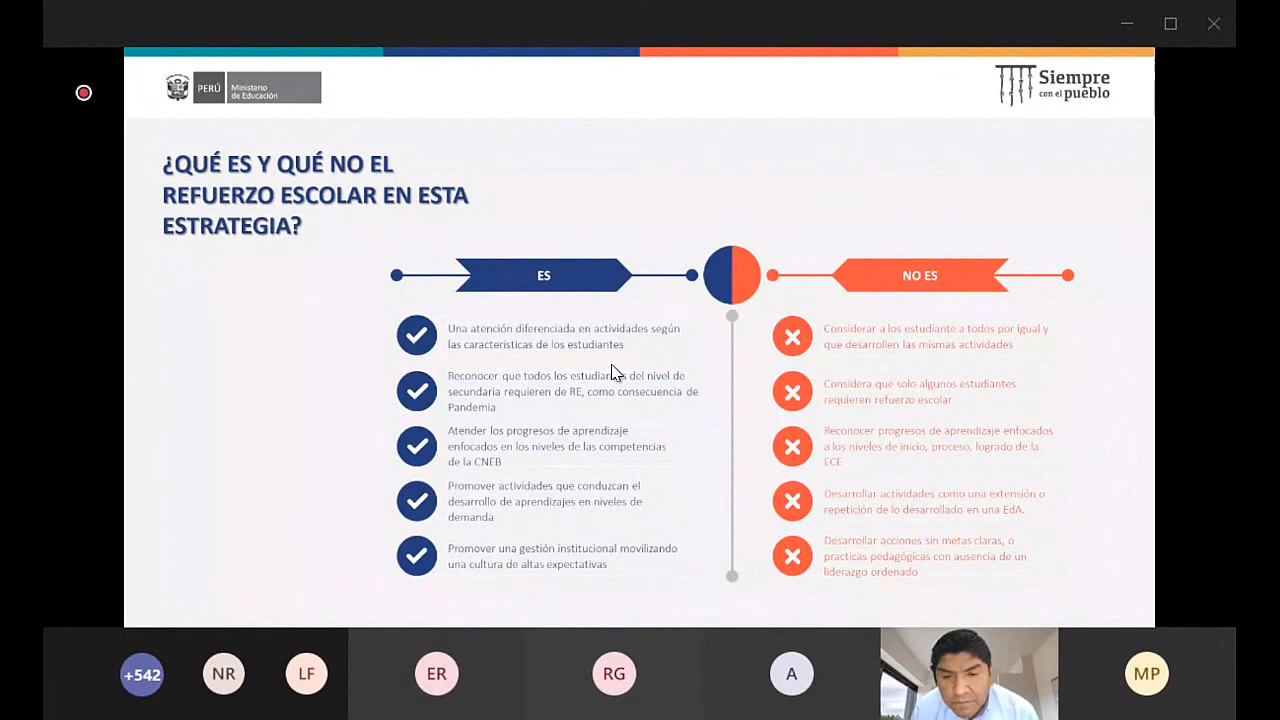 PERÚ
Ministerio
de Educación
Siempre
con el pueblo
¿QUÉ ES Y QUÉ NO EL
REFUERZO ESCOLAR EN ESTA
ESTRATEGIA?
ES
Una atención diferenciada en actividades según
las características de los estudiantes
Reconocer que todos los estudiantes del nivel de
secundaria requieren de RE, como consecuencia de
Pandemia
Atender los progresos de aprendizaje
enfocados en los niveles de las competencias
de la CNEB
Promover actividades que conduzcan el
desarrollo de aprendizajes en niveles de
demanda
Promover una gestión institucional movilizando
una cultura de altas expectativas
NO ES
Considerar a los estudiante a todos por igual y
que desarrollen las mismas actividades
Considera que solo algunos estudiantes
requieren refuerzo escolar
Reconocer progresos de aprendizaje enfocados
a los niveles de inicio, proceso, logrado de la
ECE
Desarrollar actividades como una extensión o
repetición de lo desarrollado en una EdA.
Desarrollar acciones sin metas claras, o
practicas pedagógicas con ausencia de un
liderazgo ordenado
+542
NR
LF
ER
RG
A
MP